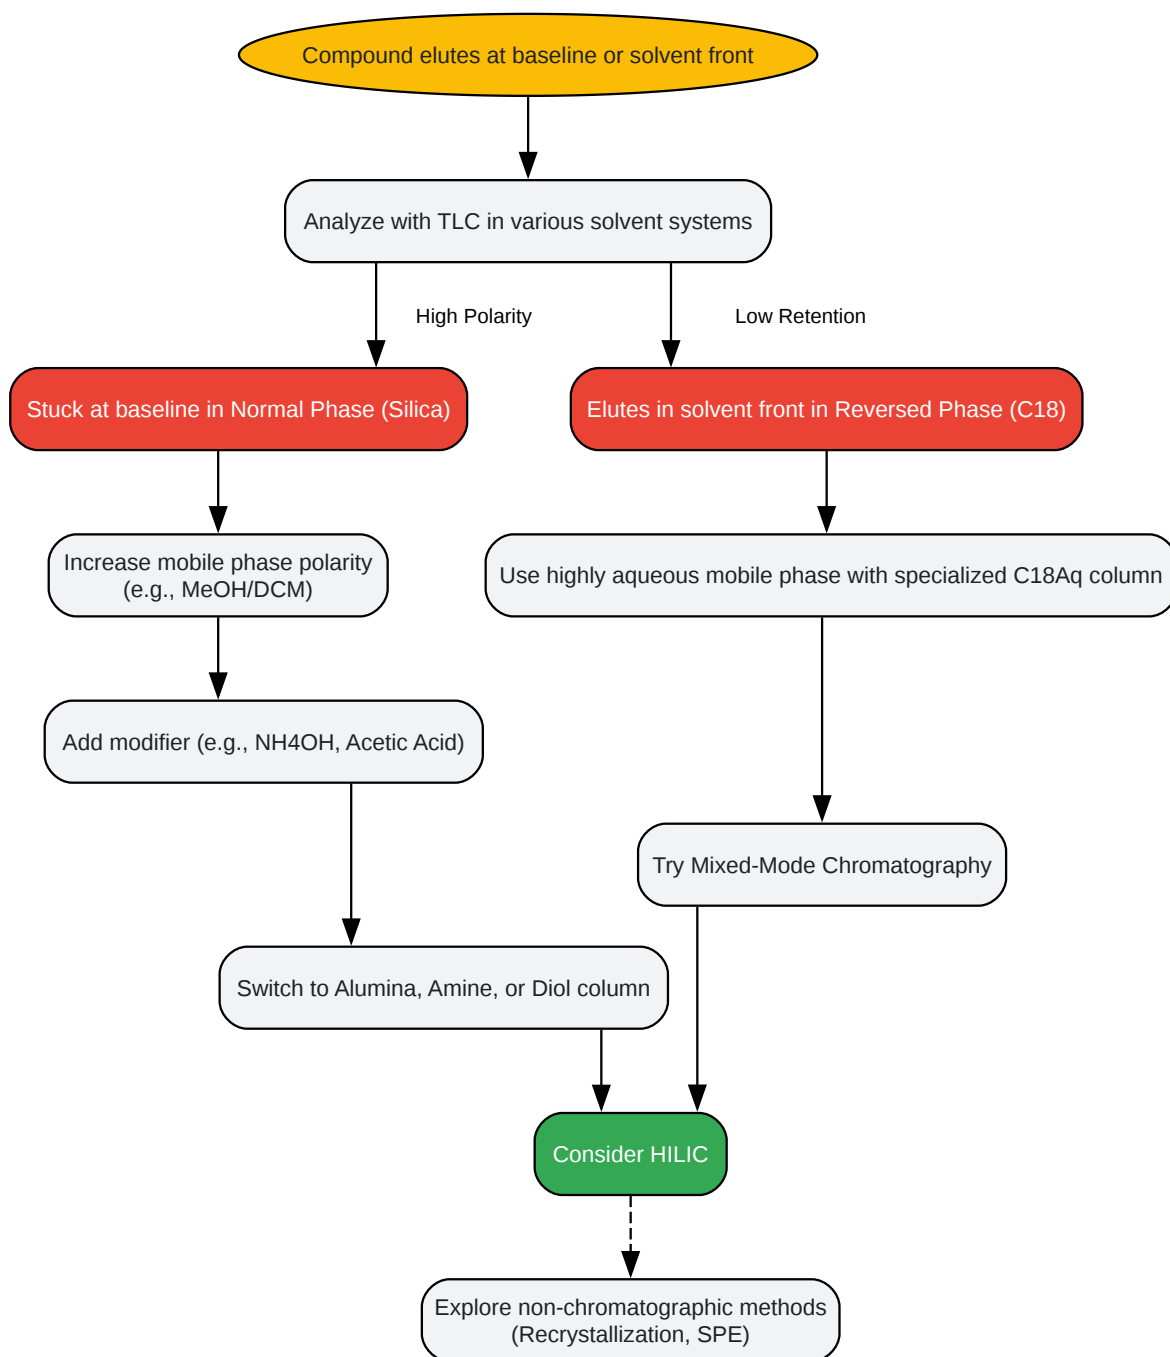 Compound elutes at baseline or solvent front
Analyze with TLC in various solvent systems
High Polarity
Low Retention
Stuck at baseline in Normal Phase (Silica)
Elutes in solvent front in Reversed Phase (C18)
Increase mobile phase polarity
(e.g., MeOH/DCM)
Use highly aqueous mobile phase with specialized C18Aq column
Add modifier (e.g., NH4OH, Acetic Acid)
Try Mixed-Mode Chromatography
Switch to Alumina, Amine, or Diol column
Consider HILIC
Explore non-chromatographic methods
(Recrystallization, SPE)